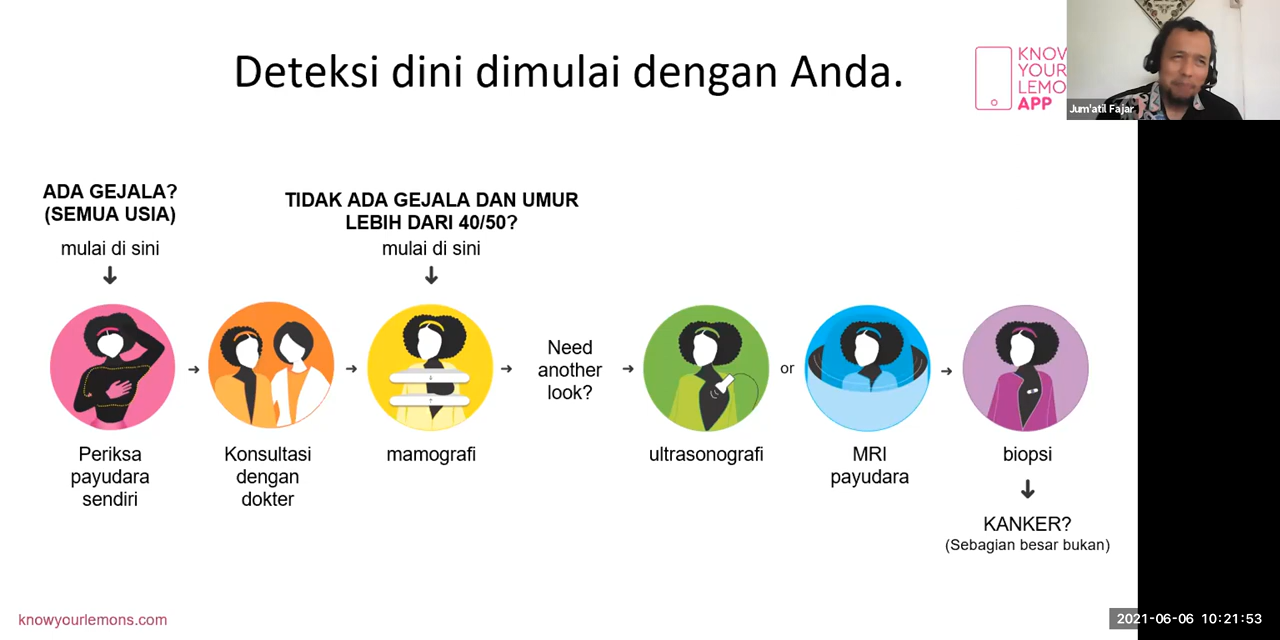 Deteksi dini dimulai dengan Anda.
KNOW
YOUR
LEMO
APP
Jum'atil Fajar
ADA GEJALA?
(SEMUA USIA)
mulai di sini
TIDAK ADA GEJALA DAN UMUR
LEBIH DARI 40/50?
mulai di sini
Need
another
look?
or
Periksa
payudara
sendiri
Konsultasi
dengan
dokter
mamografi
ultrasonografi
MRI
payudara
biopsi
KANKER?
(Sebagian besar bukan)
knowyourlemons.com
2021-06-06 10:21:53